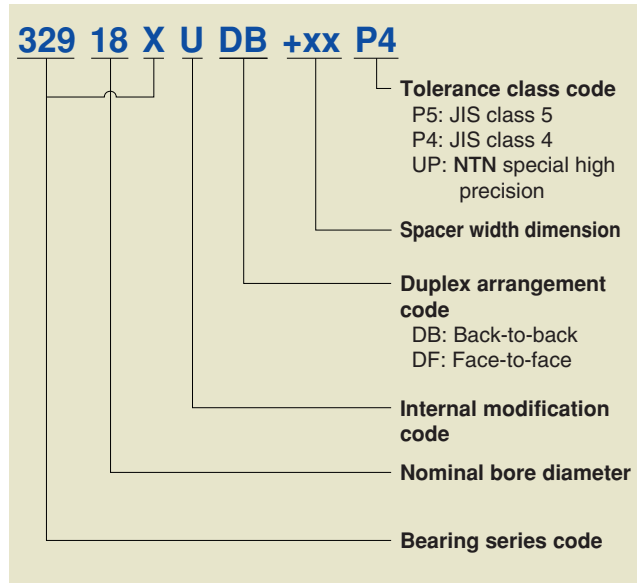 329 18 X U DB +xx P4
Tolerance class code
P5: JIS class 5
P4: JIS class 4
UP: NTN special high
precision
Spacer width dimension
Duplex arrangement
code
DB: Back-to-back
DF: Face-to-face
Internal modification
code
Nominal bore diameter
Bearing series code